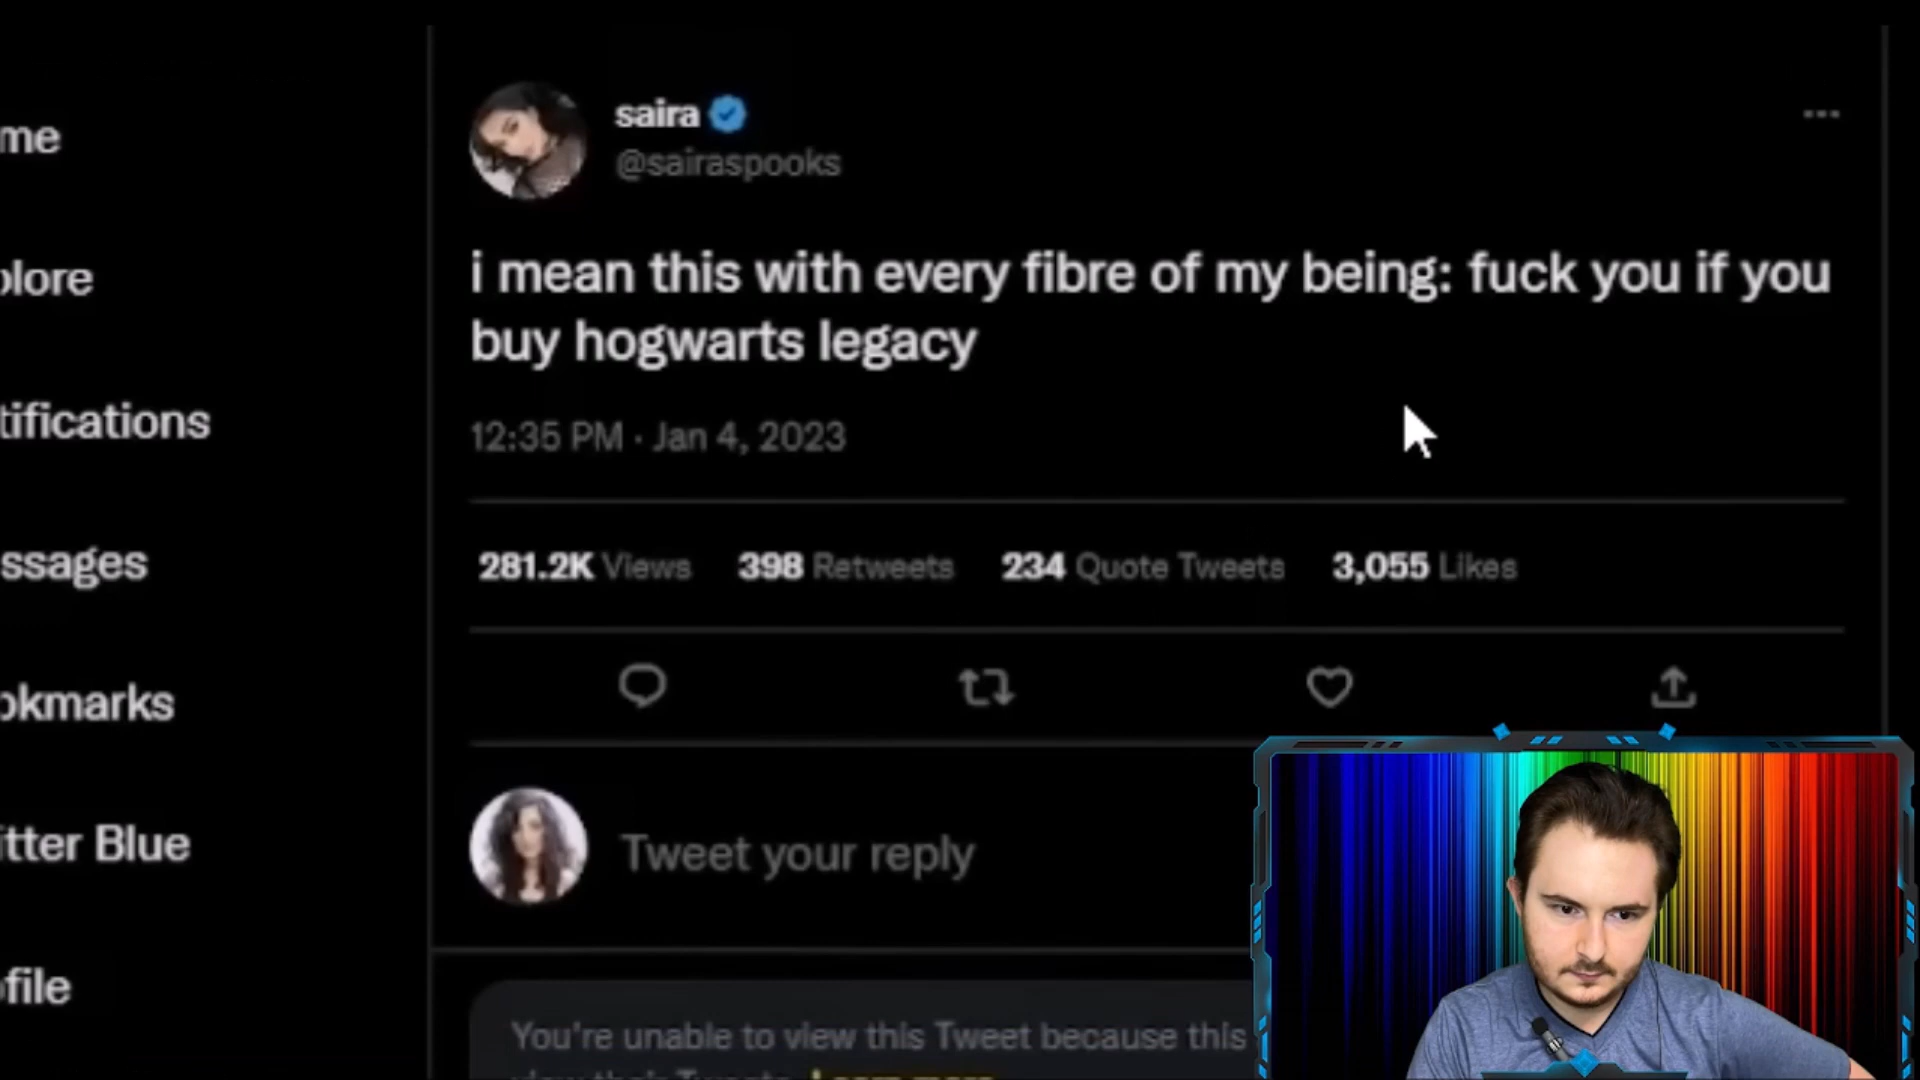 saira
@sairaspooks
···
me
plore
tifications
ssages
okmarks
itter Blue
ofile
i mean this with every fibre of my being: fuck you if you
buy hogwarts legacy
12:35 PM · Jan 4, 2023
281.2K Views 398 Retweets 234 Quote Tweets 3,055 Likes
Tweet your reply
You're unable to view this Tweet because this